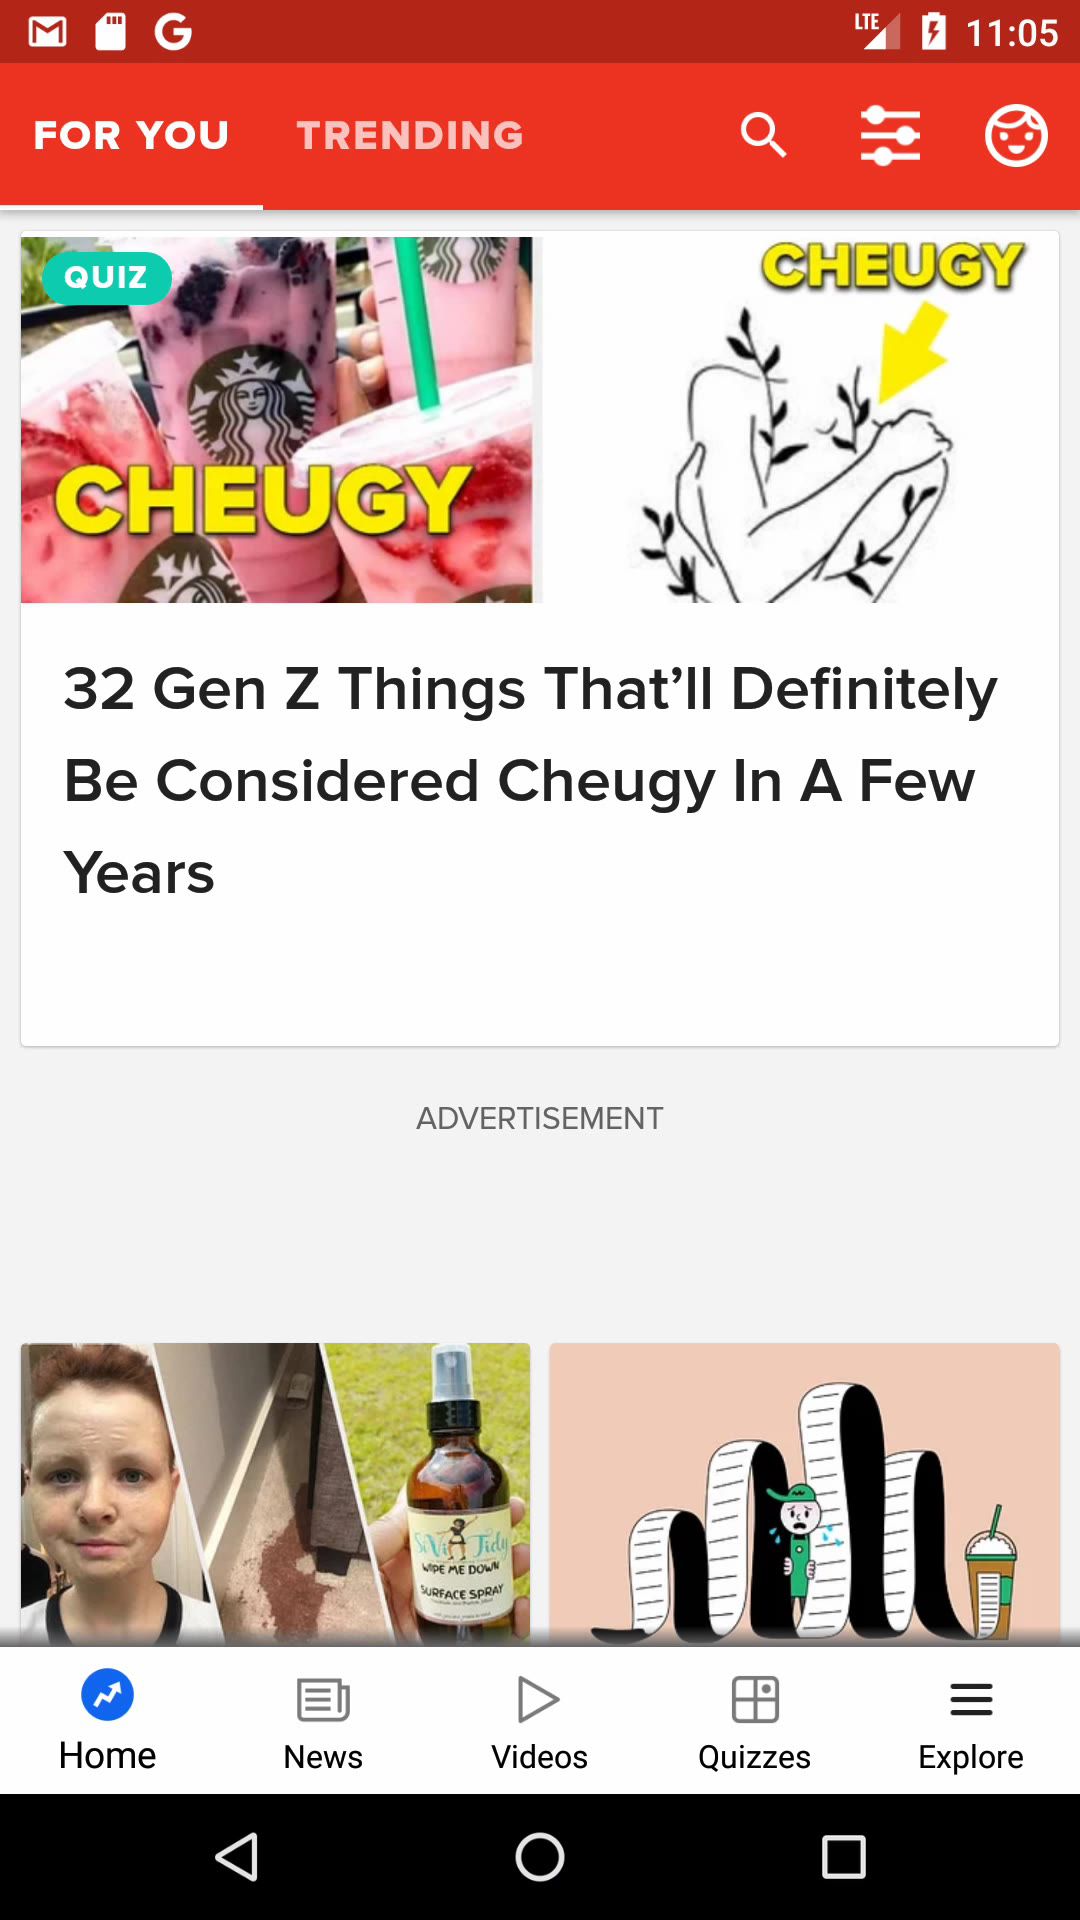 LTE 11:05
FOR YOU TRENDING
QUIZ
CHEUGY
CHEUGY
32 Gen Z Things That’ll Definitely
Be Considered Cheugy In A Few
Years
ADVERTISEMENT
Tidy
WIPE ME DOWN
SURFACE SPRAY
Home News Videos Quizzes Explore